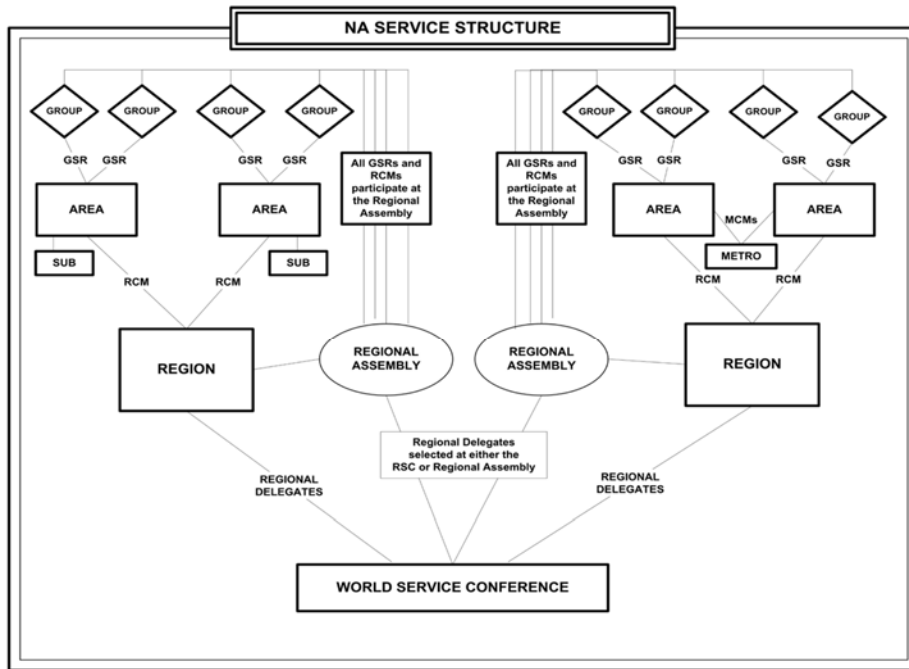 NA SERVICE STRUCTURE
GROUP
GROUP
GROUP
GROUP
GROUP
GROUP
GROUP
GROUP
GSR
GSR
GSR
GSR
GSR
GSR
GSR
GSR
All GSRs and
RCMs
participate at
the Regional
Assembly
All GSRs and
RCMs
participate at
the Regional
Assembly
AREA
AREA
AREA
MCMs
AREA
SUB
SUB
METRO
RCM
RCM
RCM
RCM
REGION
REGIONAL
ASSEMBLY
REGIONAL
ASSEMBLY
REGION
Regional Delegates
selected at either the
RSC or Regional Assembly
REGIONAL
DELEGATES
REGIONAL
DELEGATES
WORLD SERVICE CONFERENCE